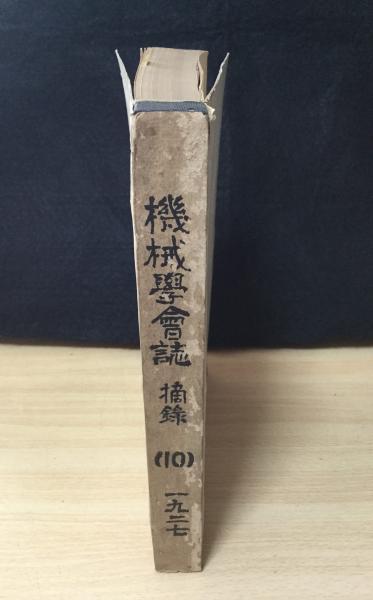 機械學會誌
摘錄
(10)
一九二七